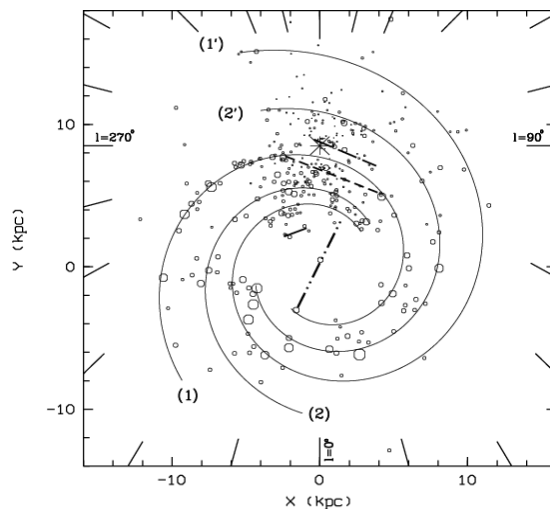 (1')
(2')
10
l=270°
l=90°
Y (kpc)
0
(1)
(2)
-10
l=0°
-10
0
10
X (kpc)